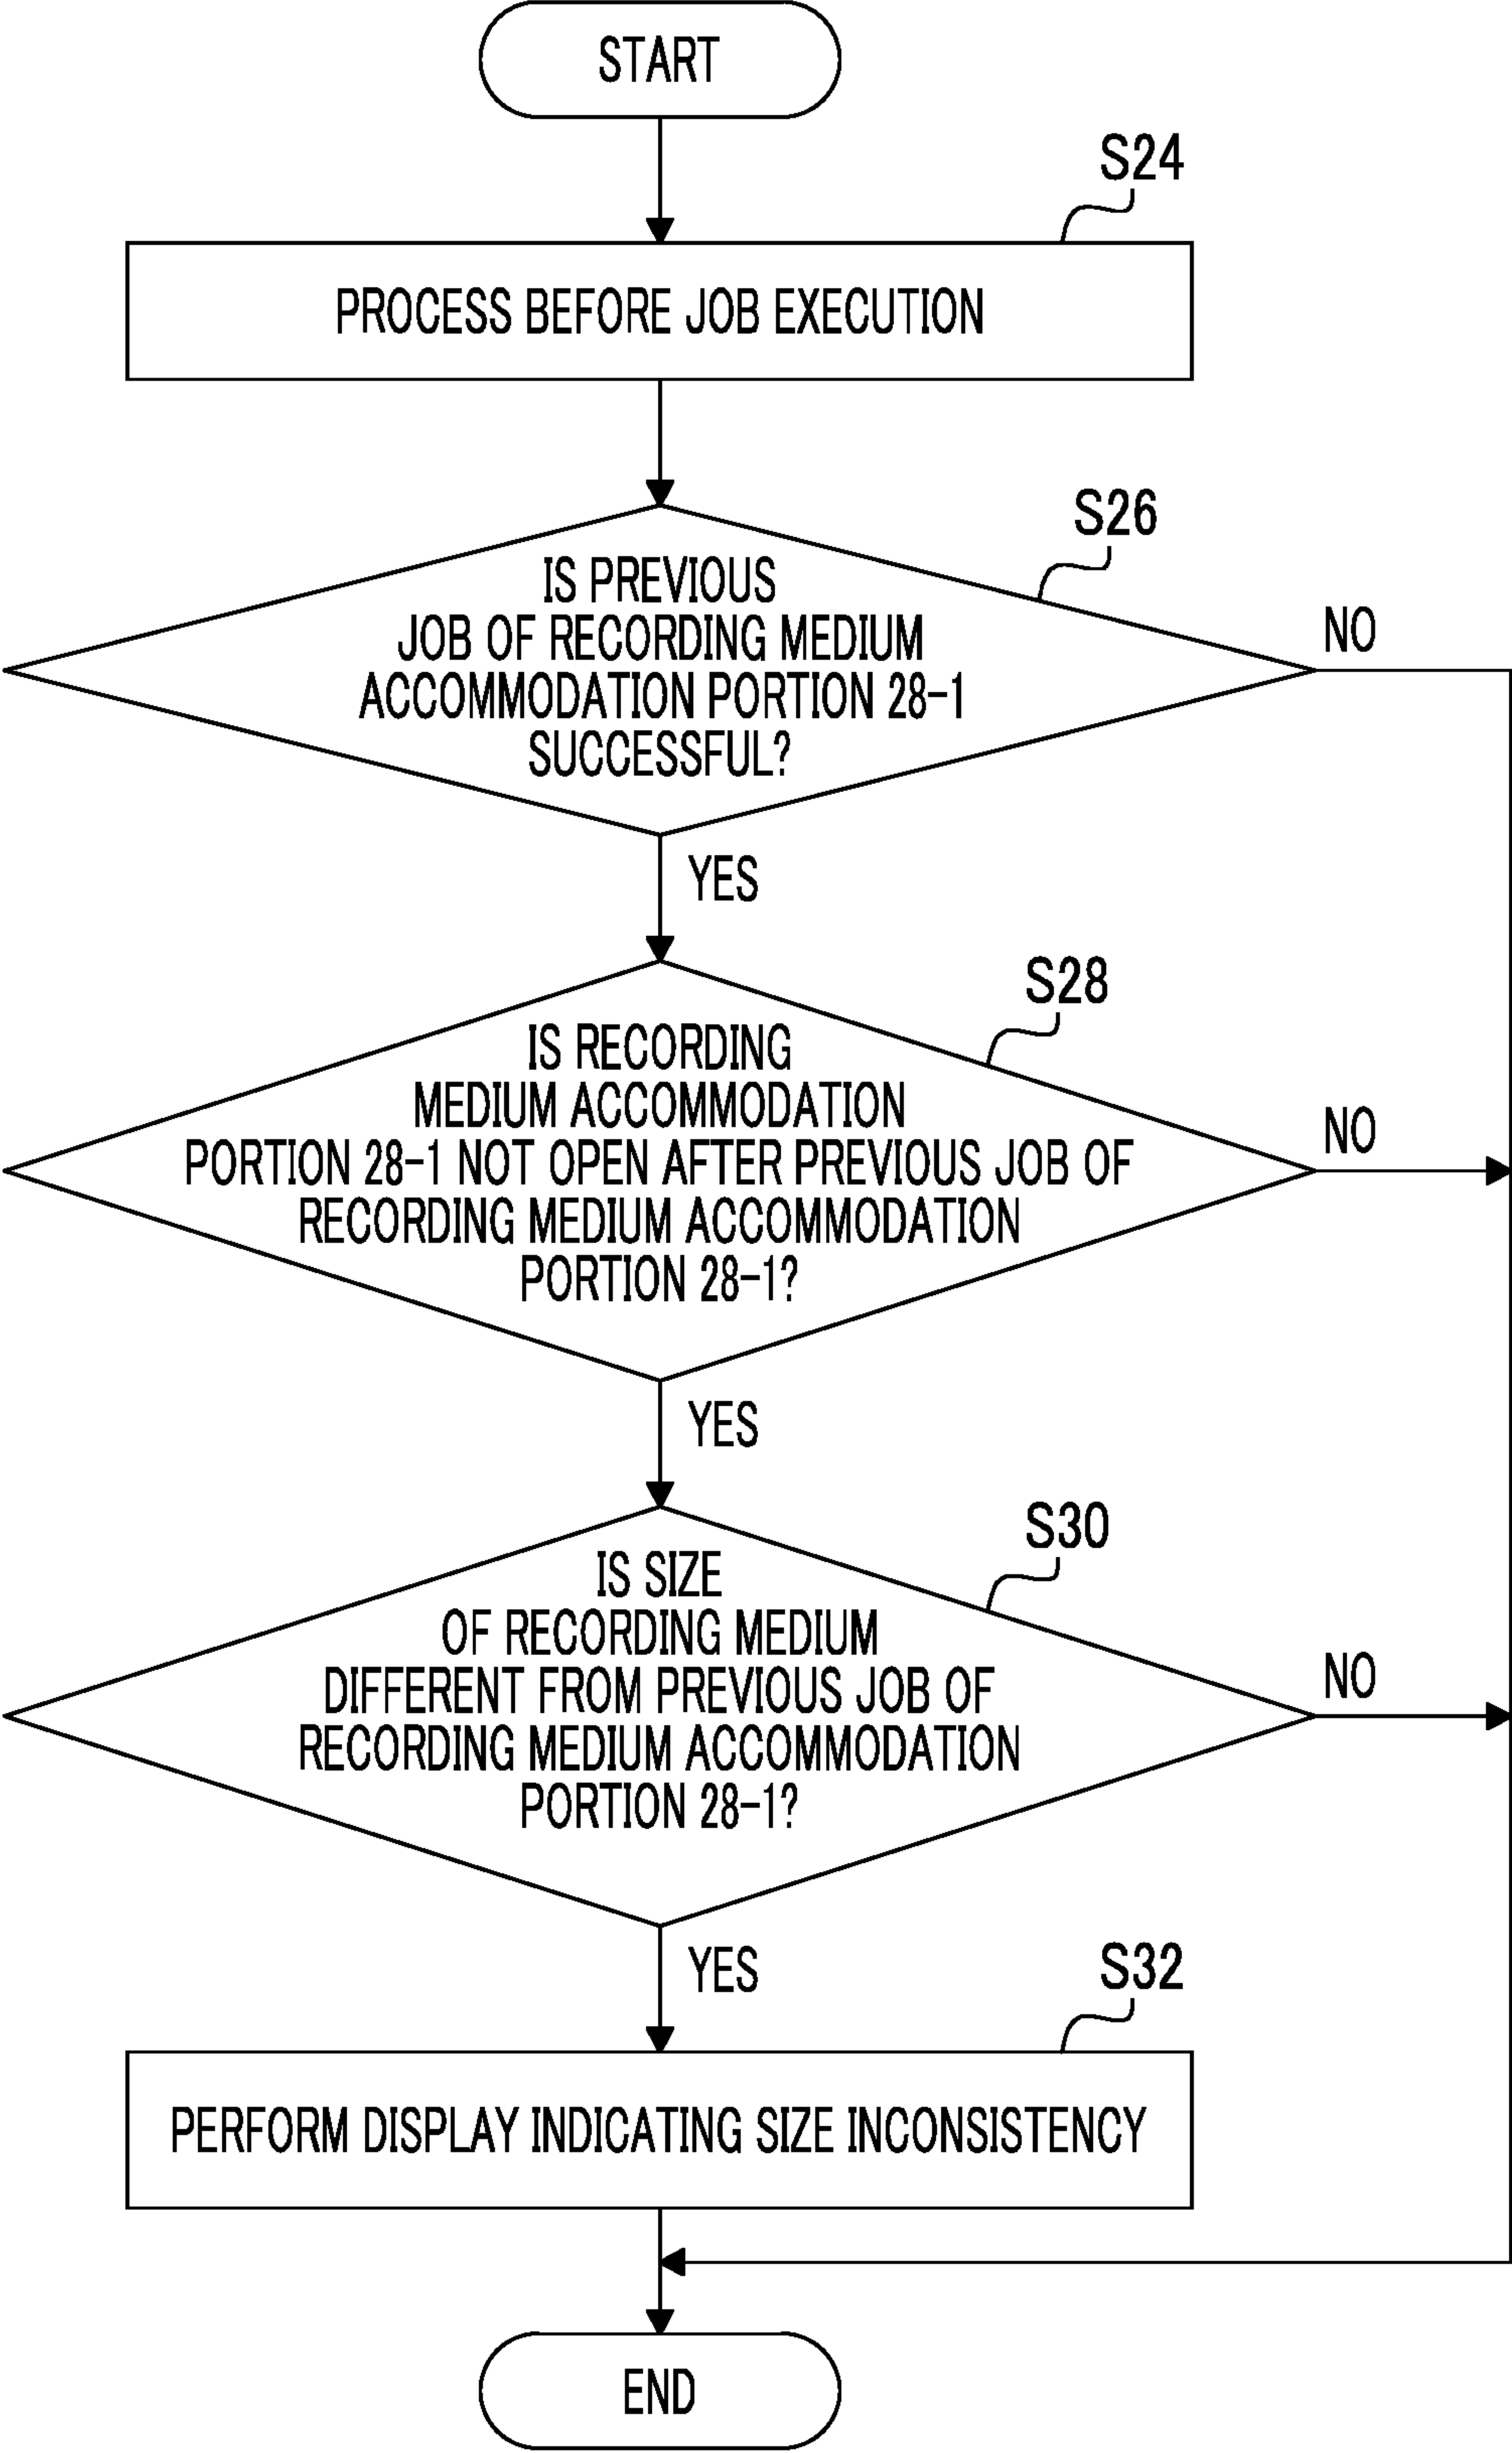 START
S24
PROCESS BEFORE JOB EXECUTION
S26
IS PREVIOUS
JOB OF RECORDING MEDIUM
ACCOMMODATION PORTION 28-1
SUCCESSFUL?
NO
YES
S28
IS RECORDING
MEDIUM ACCOMMODATION
PORTION 28-1 NOT OPEN AFTER PREVIOUS JOB OF
RECORDING MEDIUM ACCOMMODATION
PORTION 28-1?
NO
YES
S30
IS SIZE
OF RECORDING MEDIUM
DIFFERENT FROM PREVIOUS JOB OF
RECORDING MEDIUM ACCOMMODATION
PORTION 28-1?
NO
YES
S32
PERFORM DISPLAY INDICATING SIZE INCONSISTENCY
END